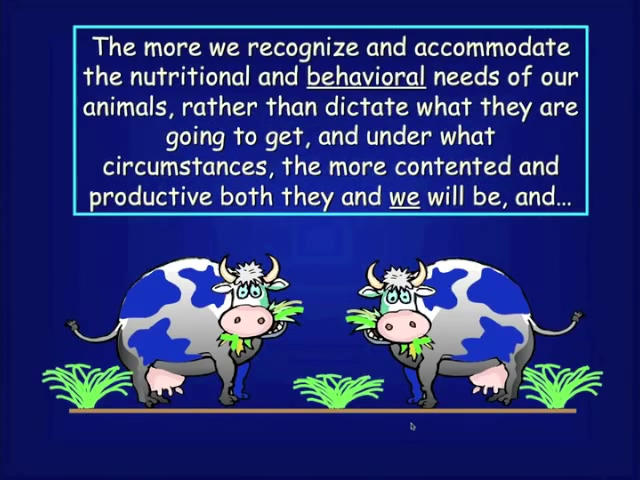 The more we recognize and accommodate
the nutritional and behavioral needs of our
animals, rather than dictate what they are
going to get, and under what
circumstances, the more contented and
productive both they and we will be, and...